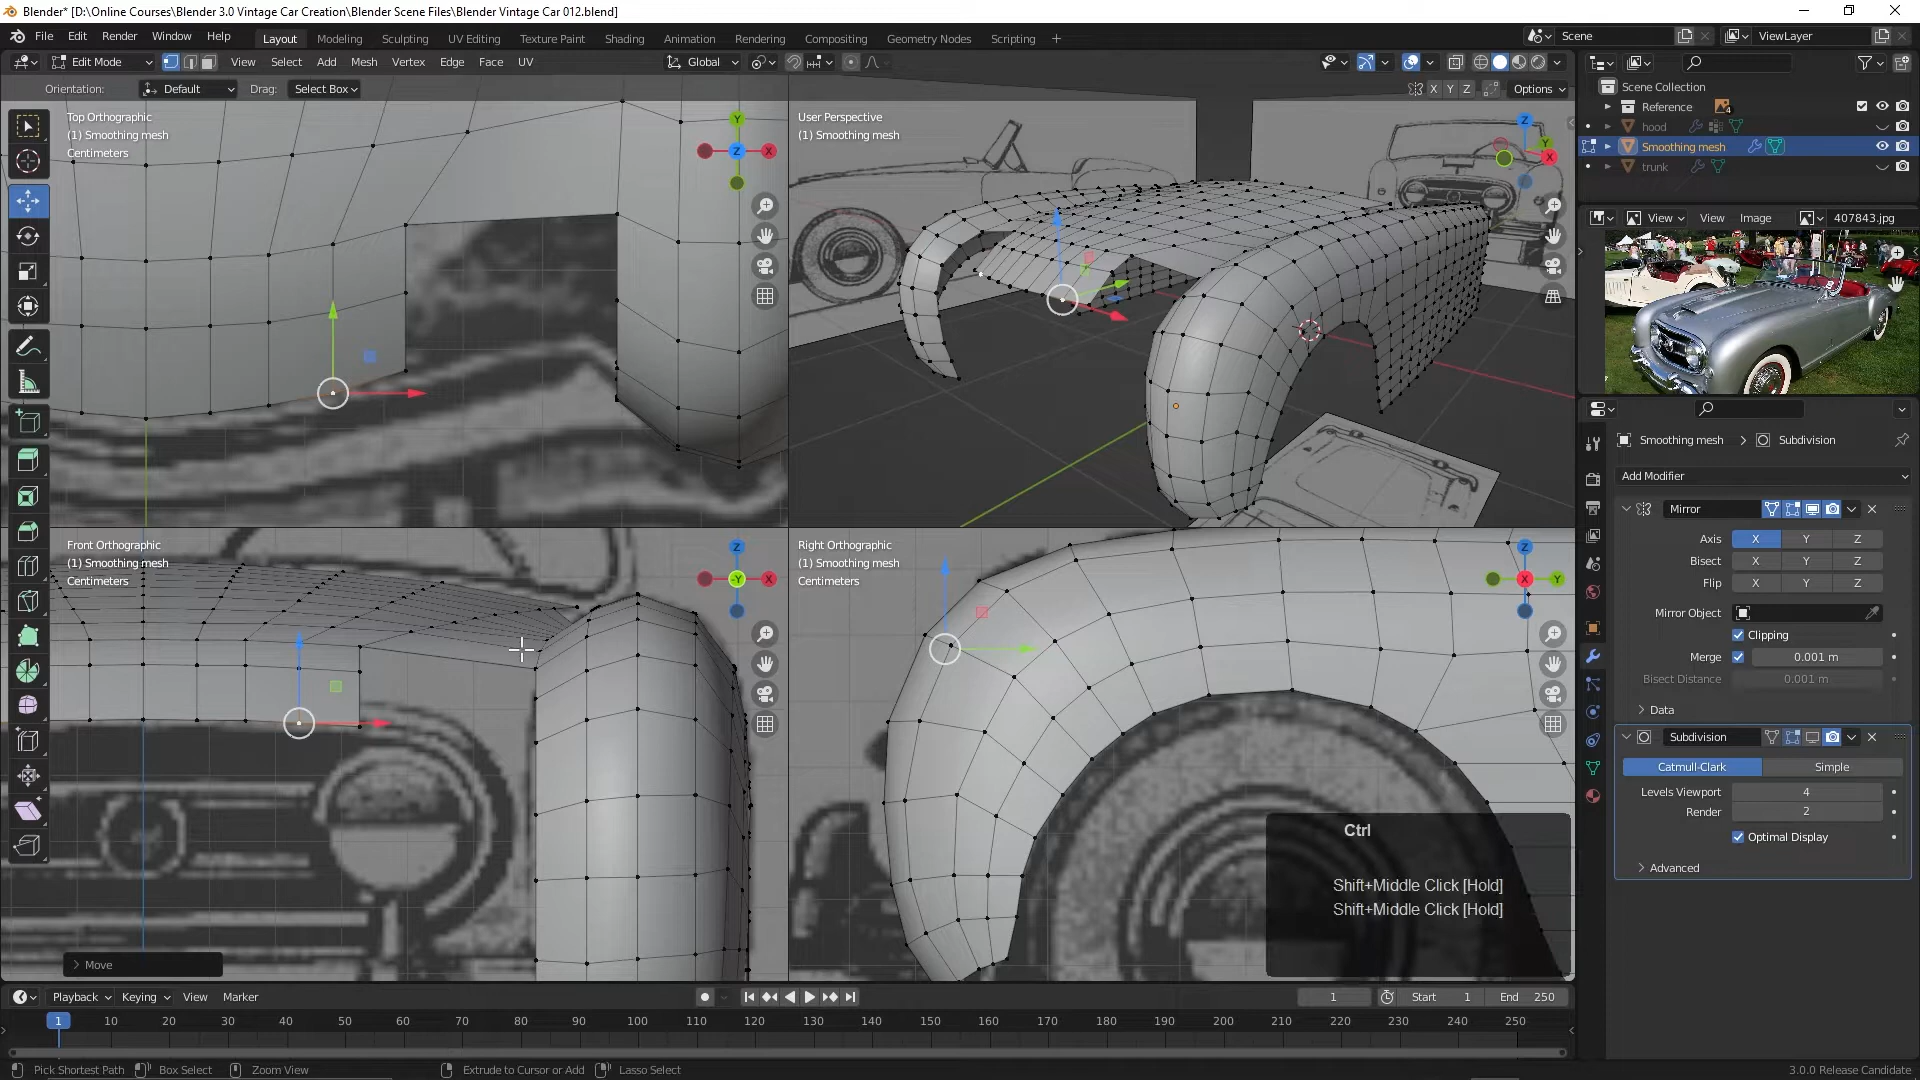 Blender* [D:\Online Courses\Blender 3.0 Vintage Car Creation\Blender Scene Files\Blender Vintage Car 012.blend]
File Edit Render Window Help
Layout Modeling Sculpting UV Editing Texture Paint Shading Animation Rendering Compositing Geometry Nodes Scripting +
Scene
ViewLayer
Edit Mode View Select Add Mesh Vertex Edge Face UV
Global
Orientation: Default Drag: Select Box
X Y Z Options
Scene Collection
Reference
4
hood
Smoothing mesh
trunk
Top Orthographic
(1) Smoothing mesh
Centimeters
User Perspective
(1) Smoothing mesh
View View Image 407843.jpg
Front Orthographic
(1) Smoothing mesh
Centimeters
Right Orthographic
(1) Smoothing mesh
Centimeters
Smoothing mesh > Subdivision
Add Modifier
Mirror
Axis X Y Z
Bisect X Y Z
Flip X Y Z
Mirror Object
Clipping
Merge 0.001 m
Bisect Distance 0.001 m
Data
Subdivision
Catmull-Clark Simple
Levels Viewport 4
Render 2
Optimal Display
Advanced
Ctrl
Shift+Middle Click [Hold]
Shift+Middle Click [Hold]
Move
Playback Keying View Marker
1 Start 1 End 250
1 10 20 30 40 50 60 70 80 90 100 110 120 130 140 150 160 170 180 190 200 210 220 230 240 250
Pick Shortest Path Box Select Zoom View Extrude to Cursor or Add Lasso Select
3.0.0 Release Candidate